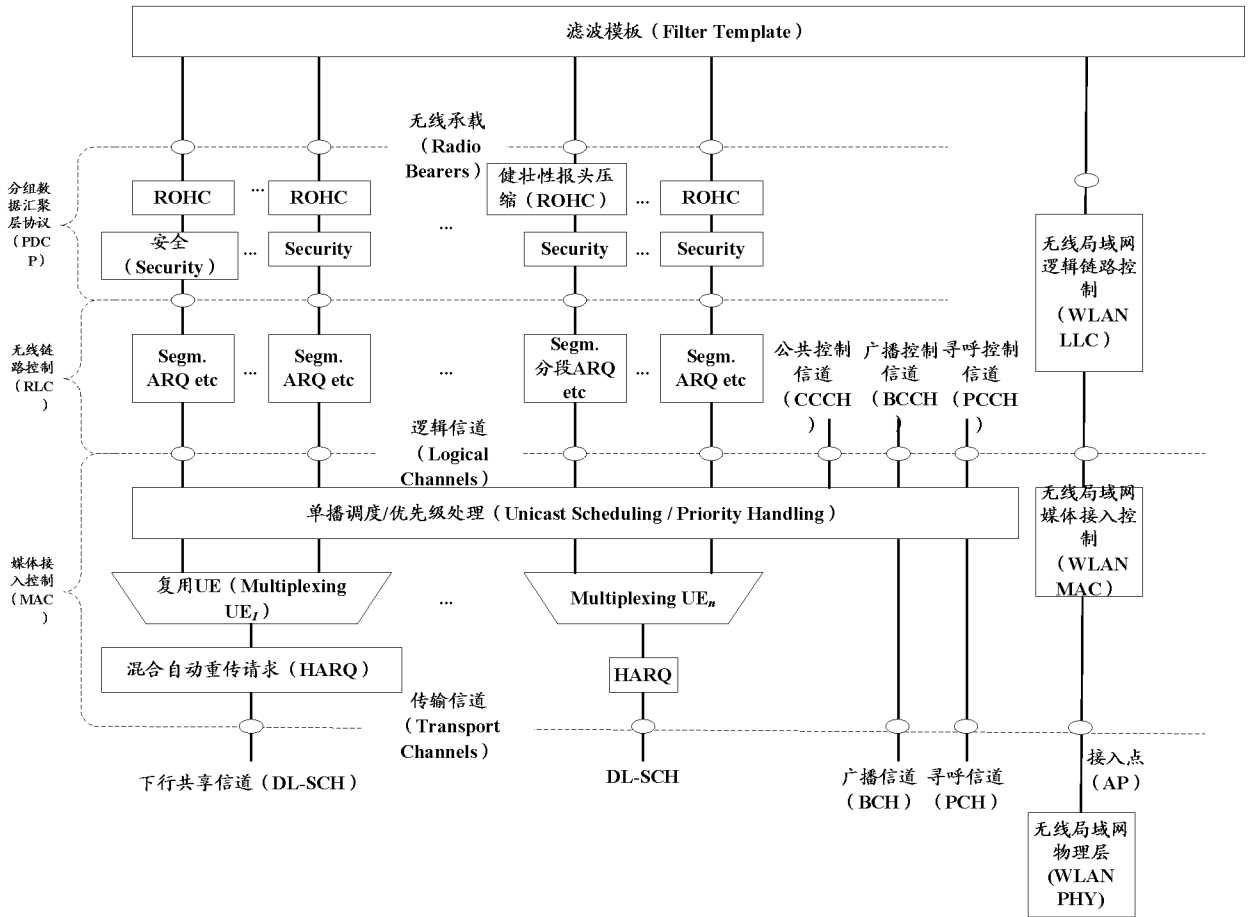 滤波模板（Filter Template）
无线承载
（Radio
Bearers）
分组数
据汇聚
层协议
（PDC
P）
ROHC
...
ROHC
健壮性报头压
缩（ROHC）
...
ROHC
...
安全
（Security）
...
Security
Security
...
Security
无线局域网
逻辑链路控
制
（WLAN
LLC）
无线链
路控制
（RLC
）
Segm.
ARQ etc
...
Segm.
ARQ etc
...
Segm.
分段ARQ
etc
...
Segm.
ARQ etc
公共控制
信道
（CCCH
）
广播控制
信道
（BCCH
）
寻呼控制
信道
（PCCH
）
逻辑信道
（Logical
Channels）
单播调度/优先级处理（Unicast Scheduling / Priority Handling）
无线局域网
媒体接入控
制
（WLAN
MAC）
媒体接
入控制
（MAC
）
复用UE（Multiplexing
UE1）
...
Multiplexing UEn
混合自动重传请求（HARQ）
HARQ
传输信道
（Transport
Channels）
下行共享信道（DL-SCH）
DL-SCH
广播信道
（BCH）
寻呼信道
（PCH）
接入点
（AP）
无线局域网
物理层
(WLAN
PHY)